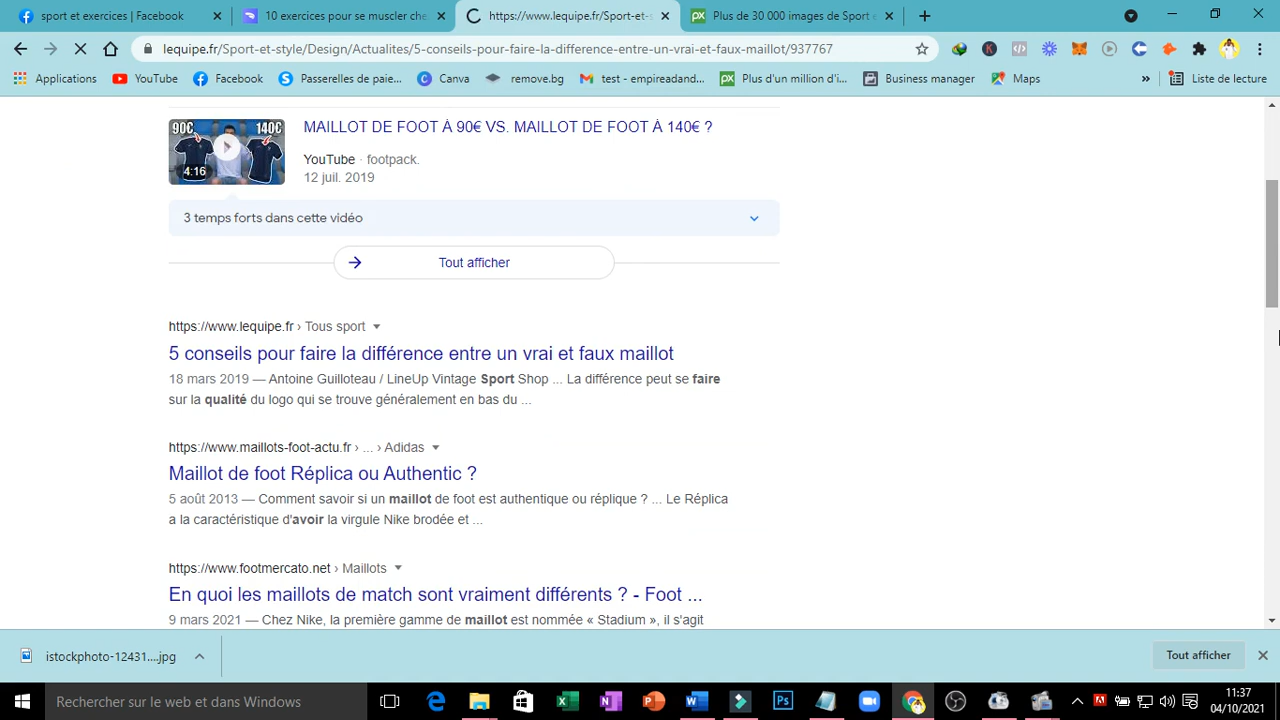 sport et exercices | Facebook
10 exercices pour se muscler che
https://www.lequipe.fr/Sport-et-s
Plus de 30 000 images de Sport e
lequipe.fr/Sport-et-style/Design/Actualites/5-conseils-pour-faire-la-difference-entre-un-vrai-et-faux-maillot/937767
Applications
YouTube
Facebook
Passerelles de paie...
Canva
remove.bg
test - empireadand...
Plus d'un million d'i...
Business manager
Maps
»
Liste de lecture
90€
140€
4:16
MAILLOT DE FOOT À 90€ VS. MAILLOT DE FOOT À 140€ ?
YouTube · footpack.
12 juil. 2019
3 temps forts dans cette vidéo
Tout afficher
https://www.lequipe.fr › Tous sport
5 conseils pour faire la différence entre un vrai et faux maillot
18 mars 2019 — Antoine Guilloteau / LineUp Vintage Sport Shop ... La différence peut se faire
sur la qualité du logo qui se trouve généralement en bas du ...
https://www.maillots-foot-actu.fr › ... › Adidas
Maillot de foot Réplica ou Authentic ?
5 août 2013 — Comment savoir si un maillot de foot est authentique ou réplique ? ... Le Réplica
a la caractéristique d'avoir la virgule Nike brodée et ...
https://www.footmercato.net › Maillots
En quoi les maillots de match sont vraiment différents ? - Foot ...
9 mars 2021 — Chez Nike, la première gamme de maillot est nommée « Stadium », il s'agit
istockphoto-12431....jpg
Tout afficher
Rechercher sur le web et dans Windows
11:37
04/10/2021